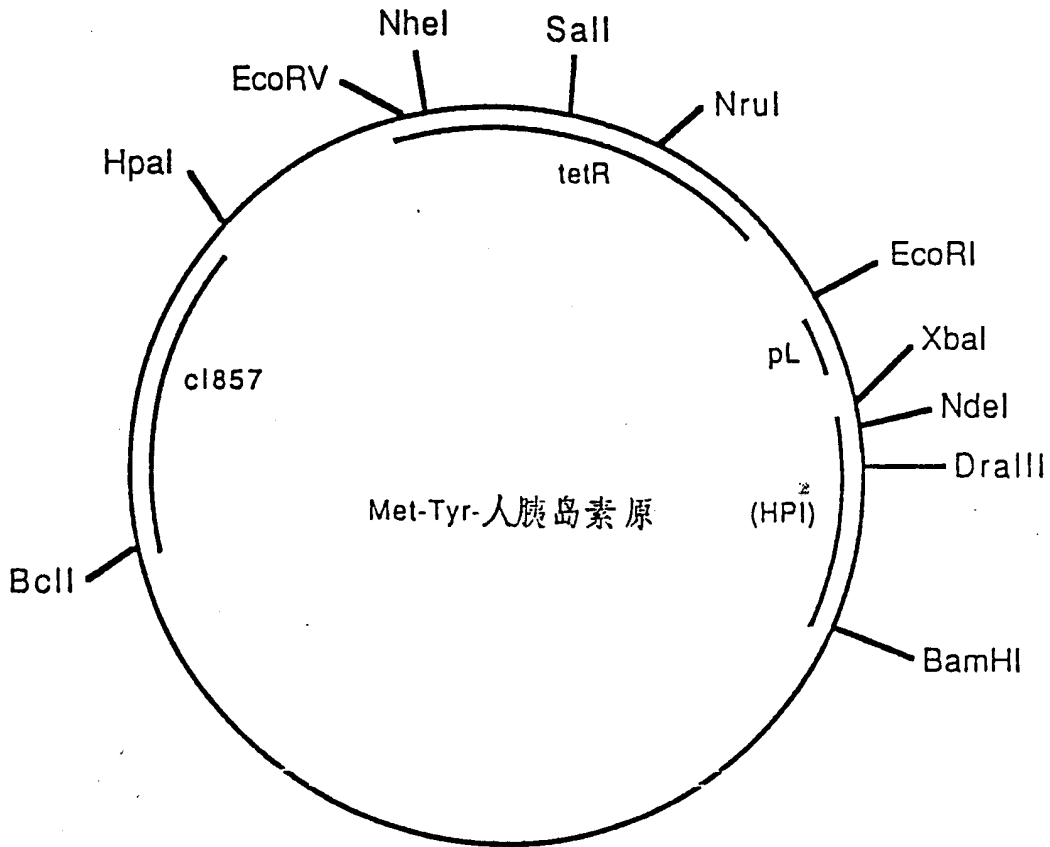 NheI
SalI
EcoRV
NruI
HpaI
tetR
EcoRI
XbaI
pL
cI857
NdeI
DraIII
Met-Tyr-人胰岛素原
(HPI)
BclI
BamHI